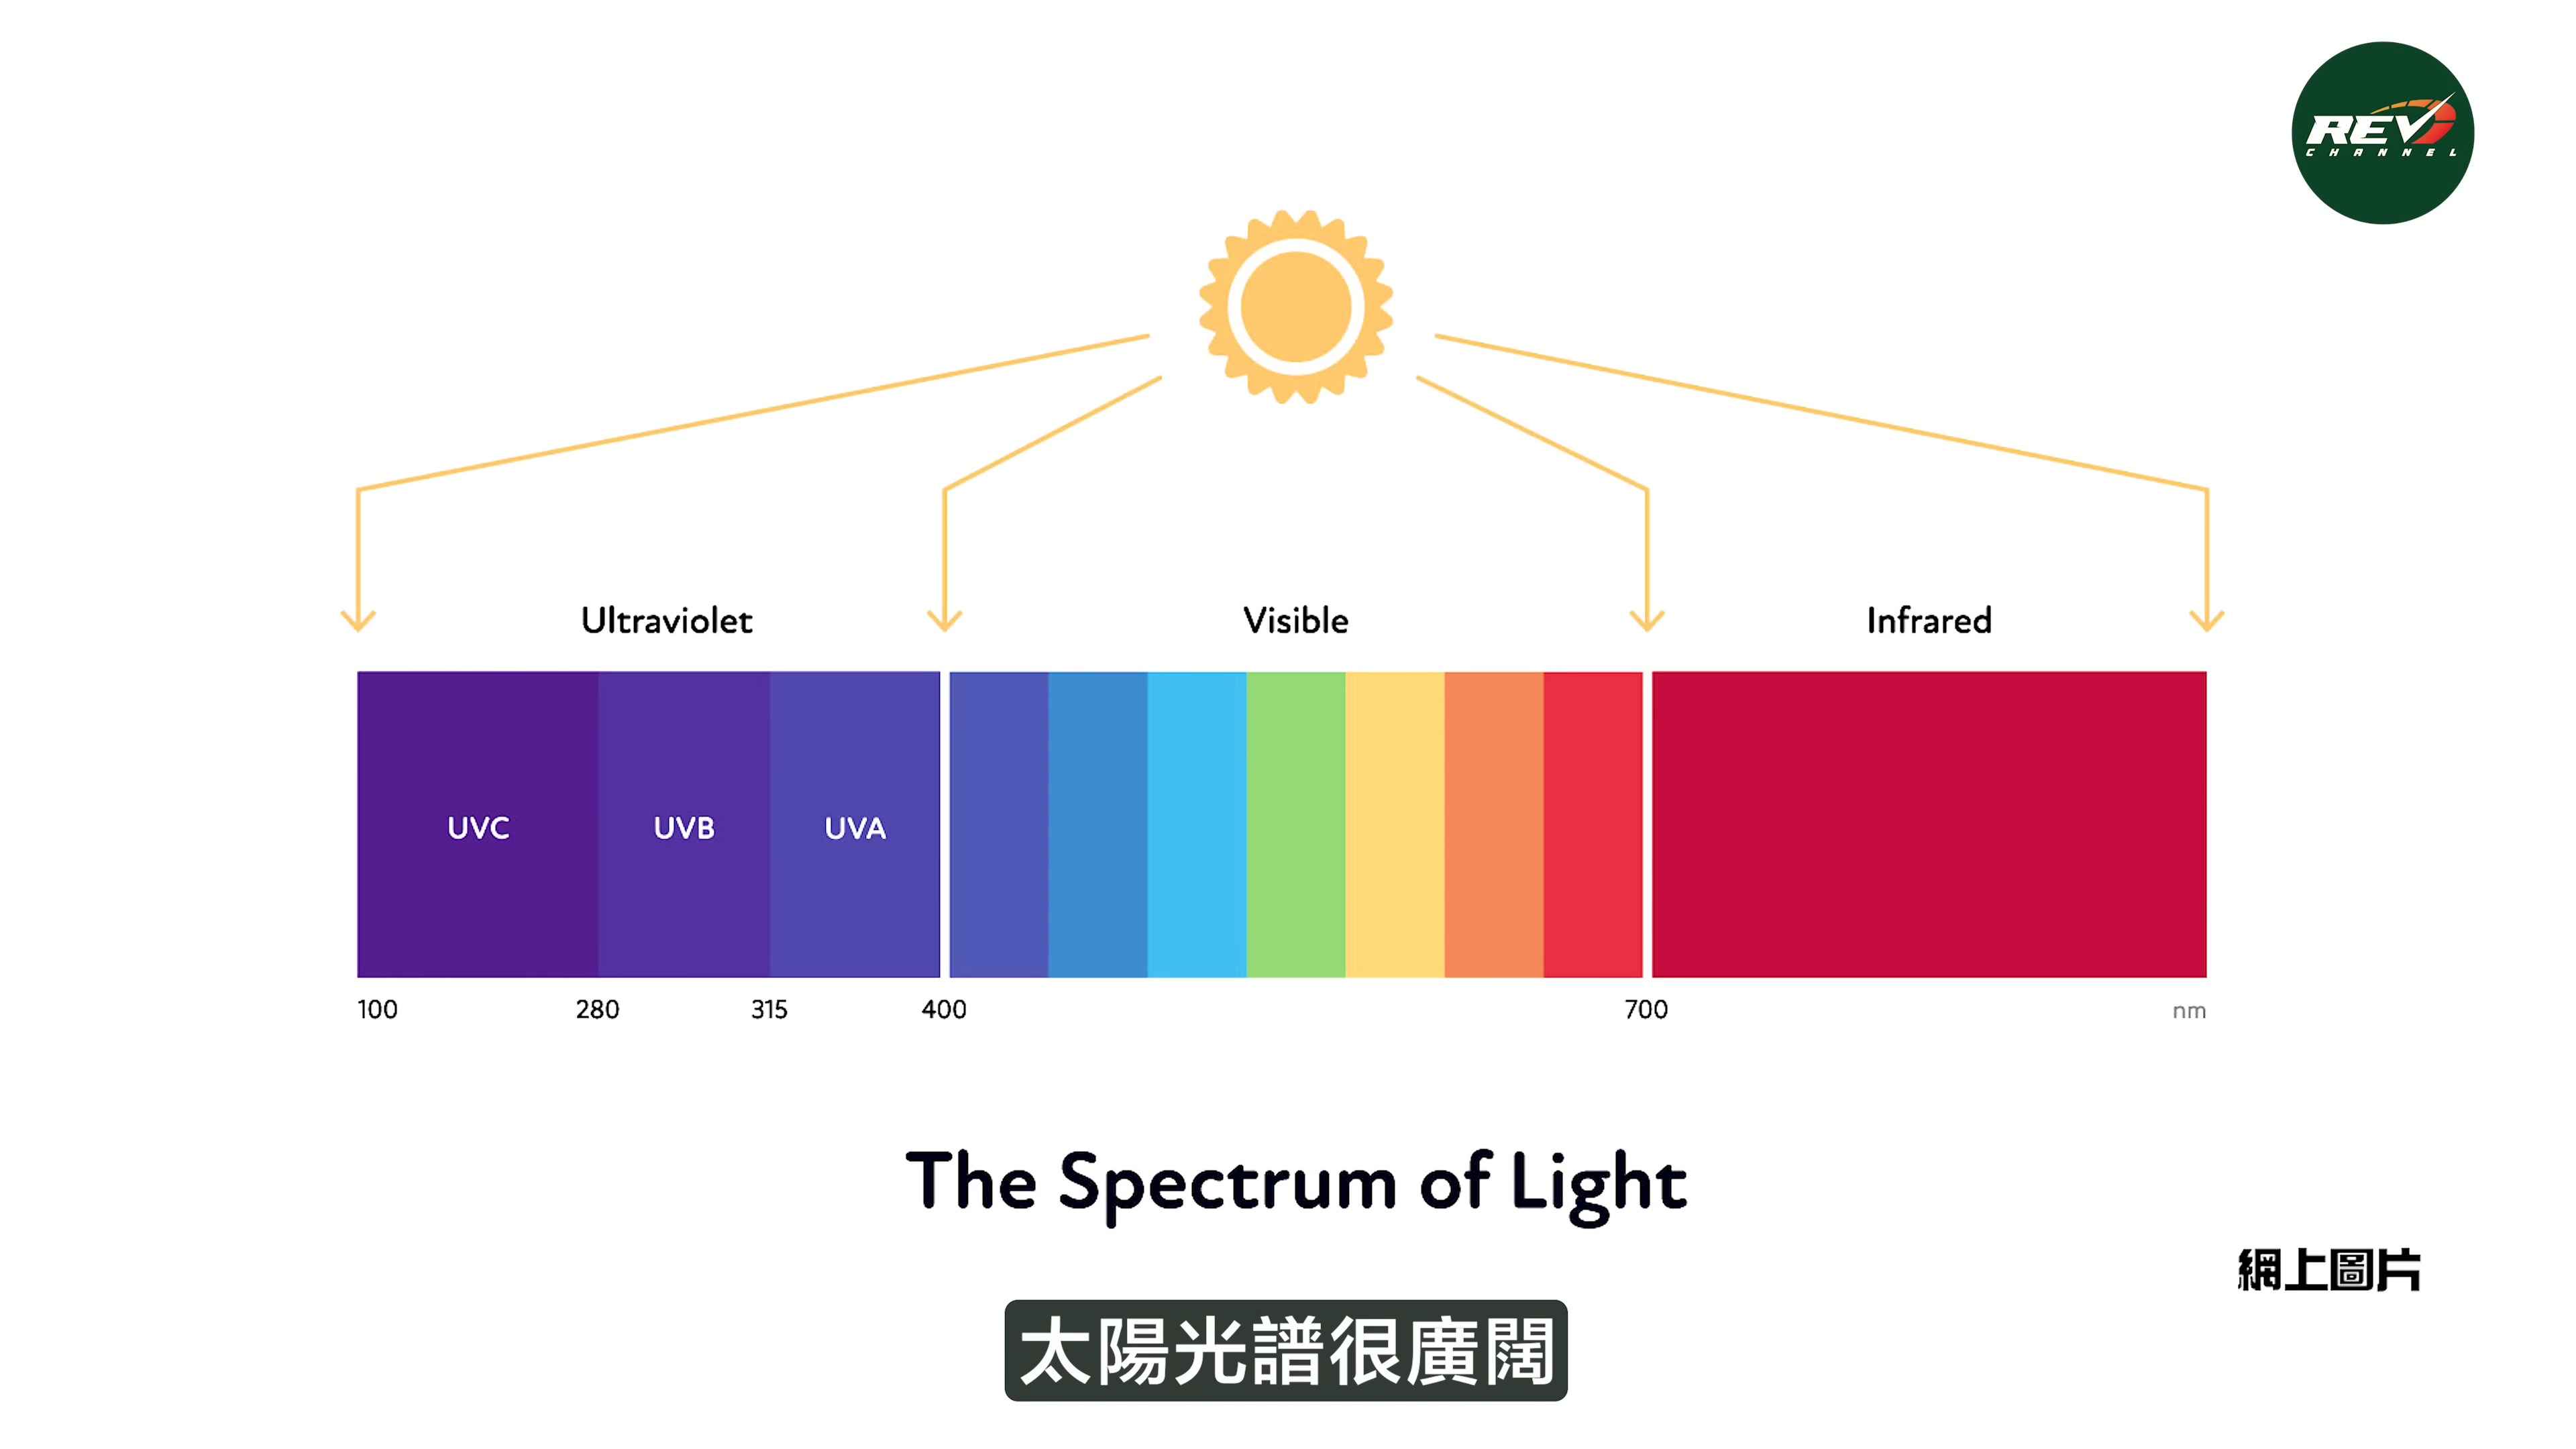 REV
CHANNEL
Ultraviolet
Visible
Infrared
UVC
UVB
UVA
100
280
315
400
700
nm
The Spectrum of Light
網上圖片
太陽光譜很廣闊